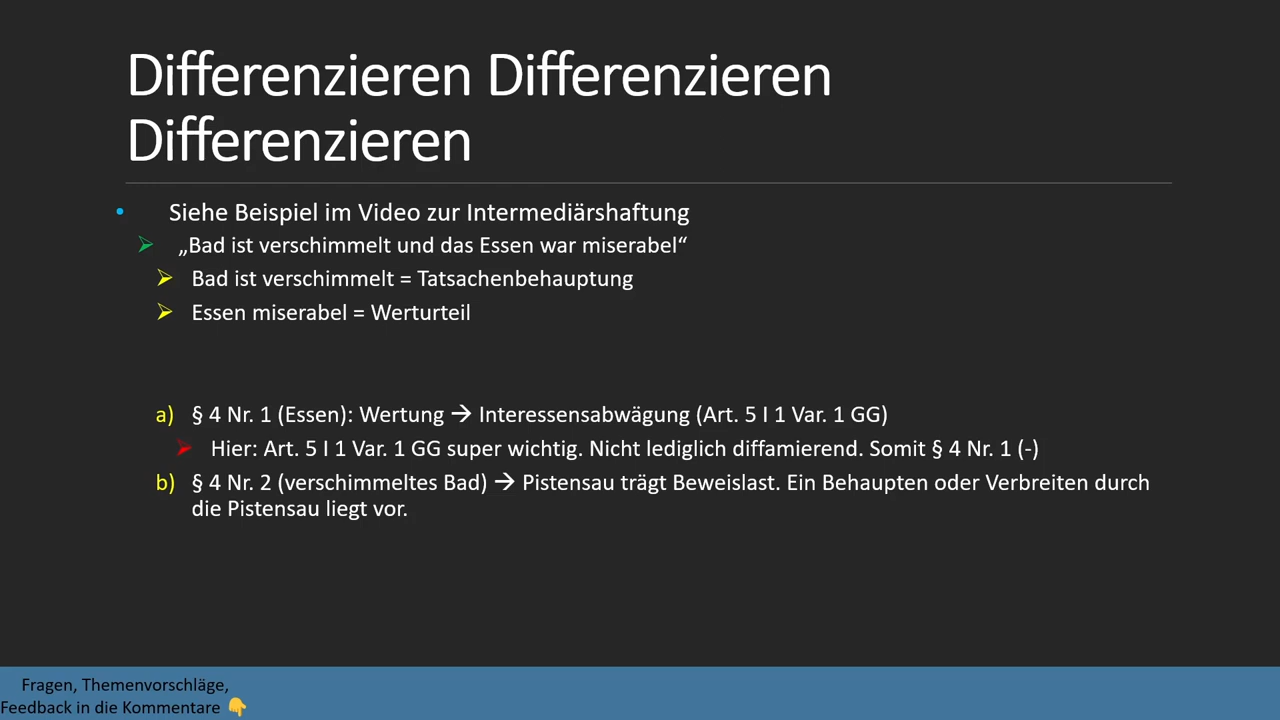 Differenzieren Differenzieren
Differenzieren
• Siehe Beispiel im Video zur Intermediärshaftung
➢ „Bad ist verschimmelt und das Essen war miserabel“
➢ Bad ist verschimmelt = Tatsachenbehauptung
➢ Essen miserabel = Werturteil
a) § 4 Nr. 1 (Essen): Wertung → Interessensabwägung (Art. 5 I 1 Var. 1 GG)
➢ Hier: Art. 5 I 1 Var. 1 GG super wichtig. Nicht lediglich diffamierend. Somit § 4 Nr. 1 (-)
b) § 4 Nr. 2 (verschimmeltes Bad) → Pistensau trägt Beweislast. Ein Behaupten oder Verbreiten durch
die Pistensau liegt vor.
Fragen, Themenvorschläge,
Feedback in die Kommentare 👇